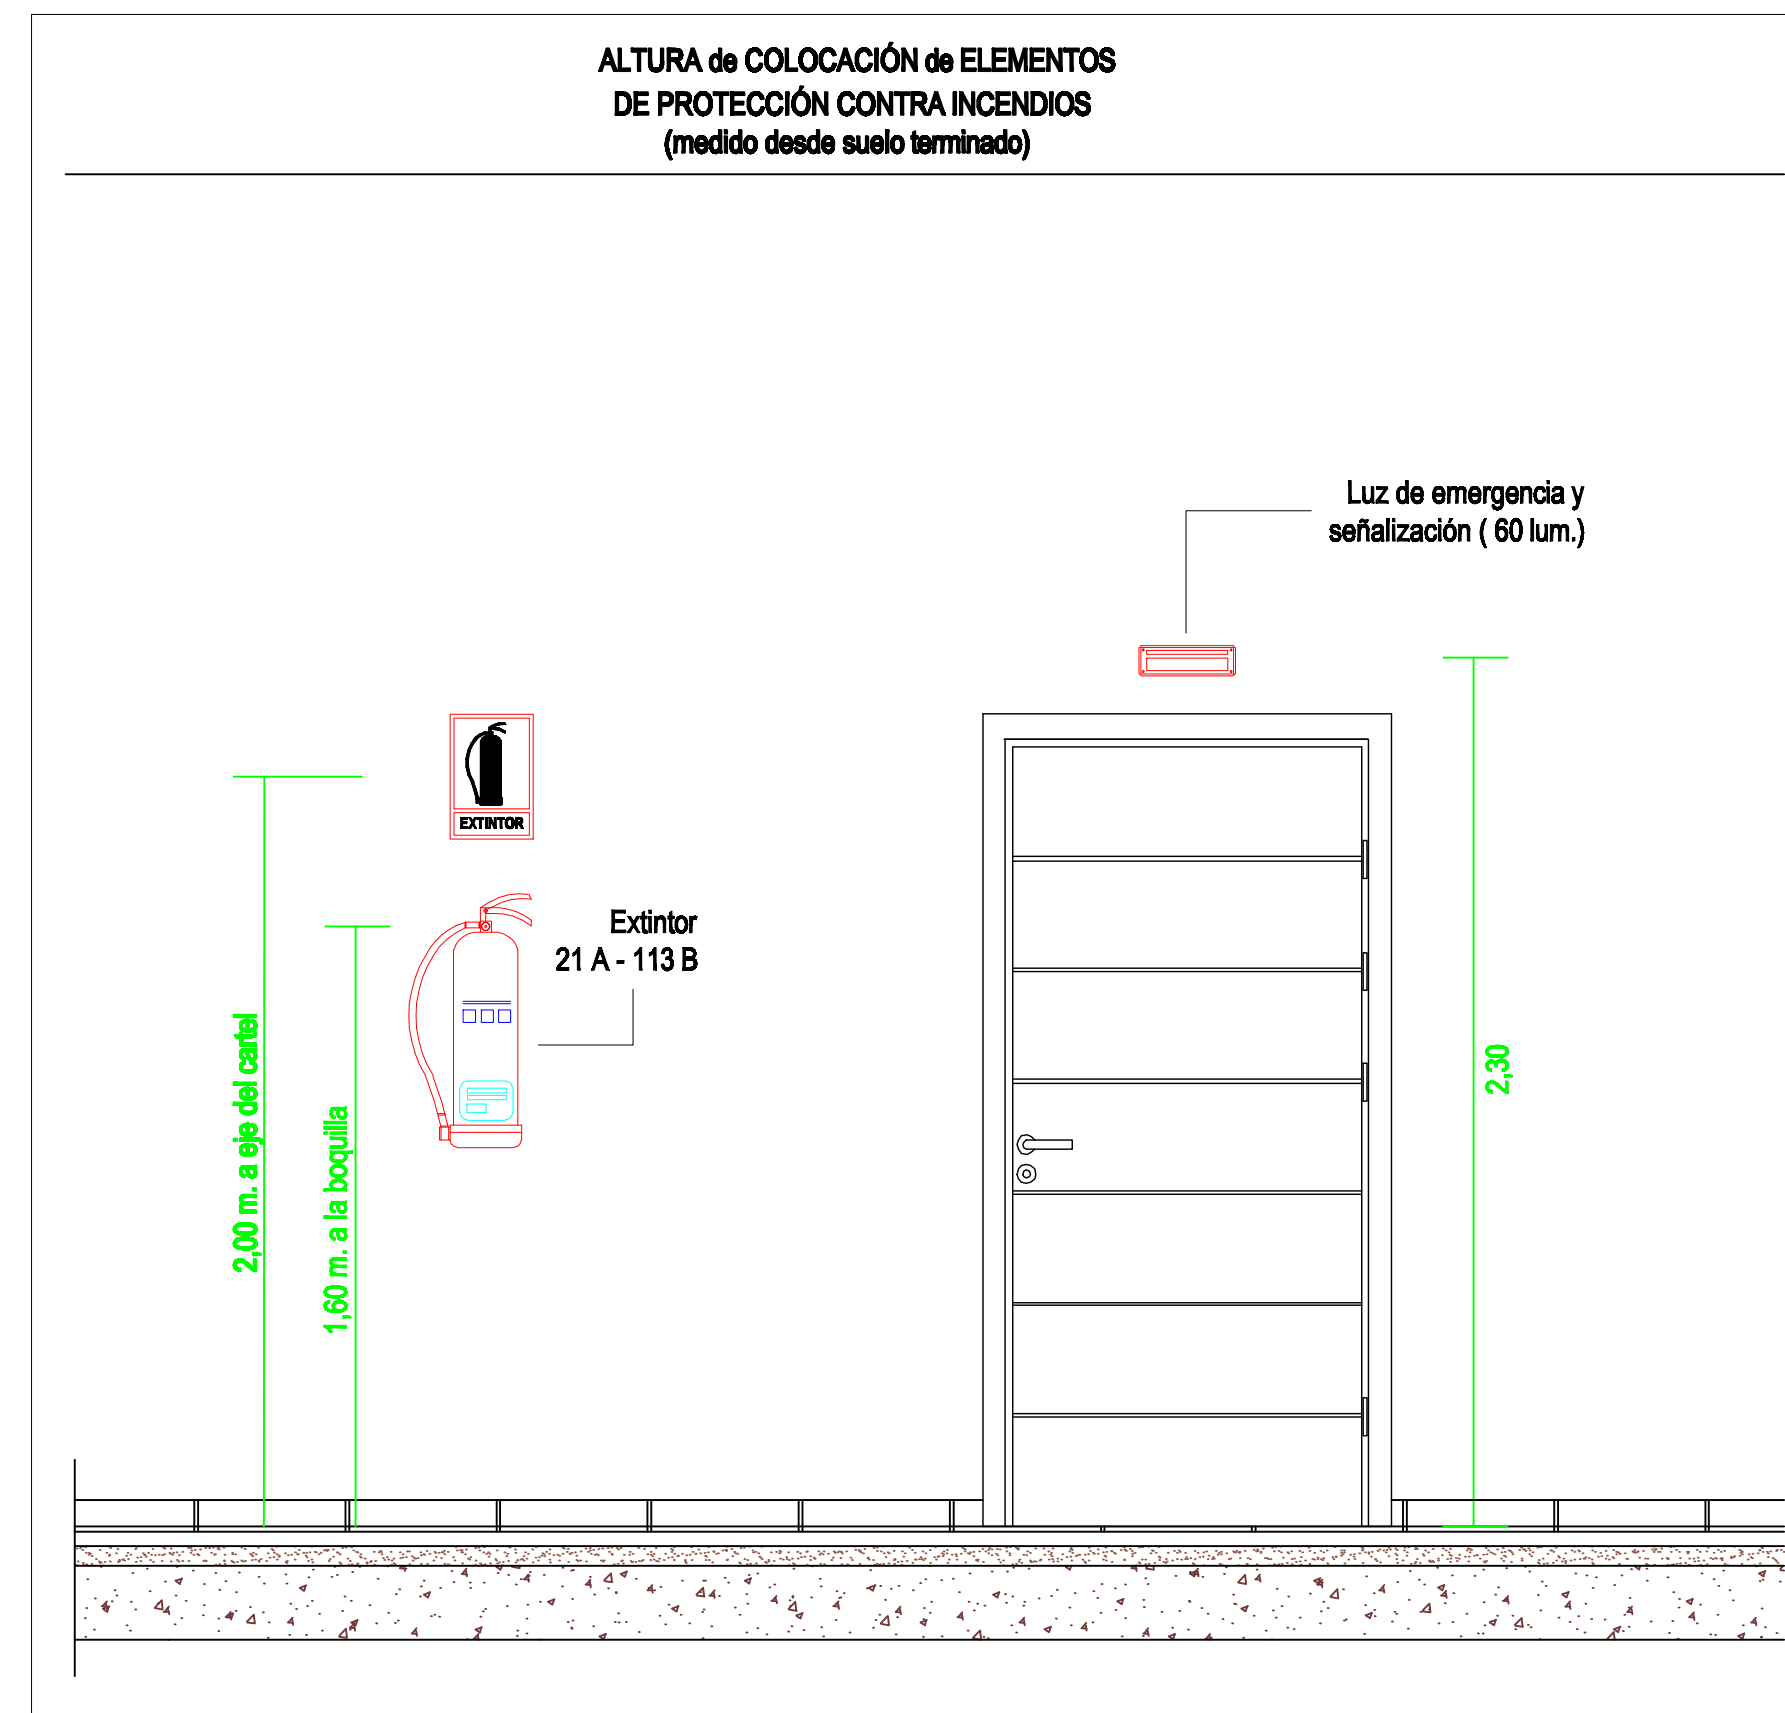 ALTURA de COLOCACIÓN de ELEMENTOS
DE PROTECCIÓN CONTRA INCENDIOS
(medido desde suelo terminado)
Luz de emergencia y
señalización ( 60 lum.)
EXTINTOR
Extintor
21 A - 113 B
2,00 m. a eje del cartel
1,60 m. a la boquilla
2,30